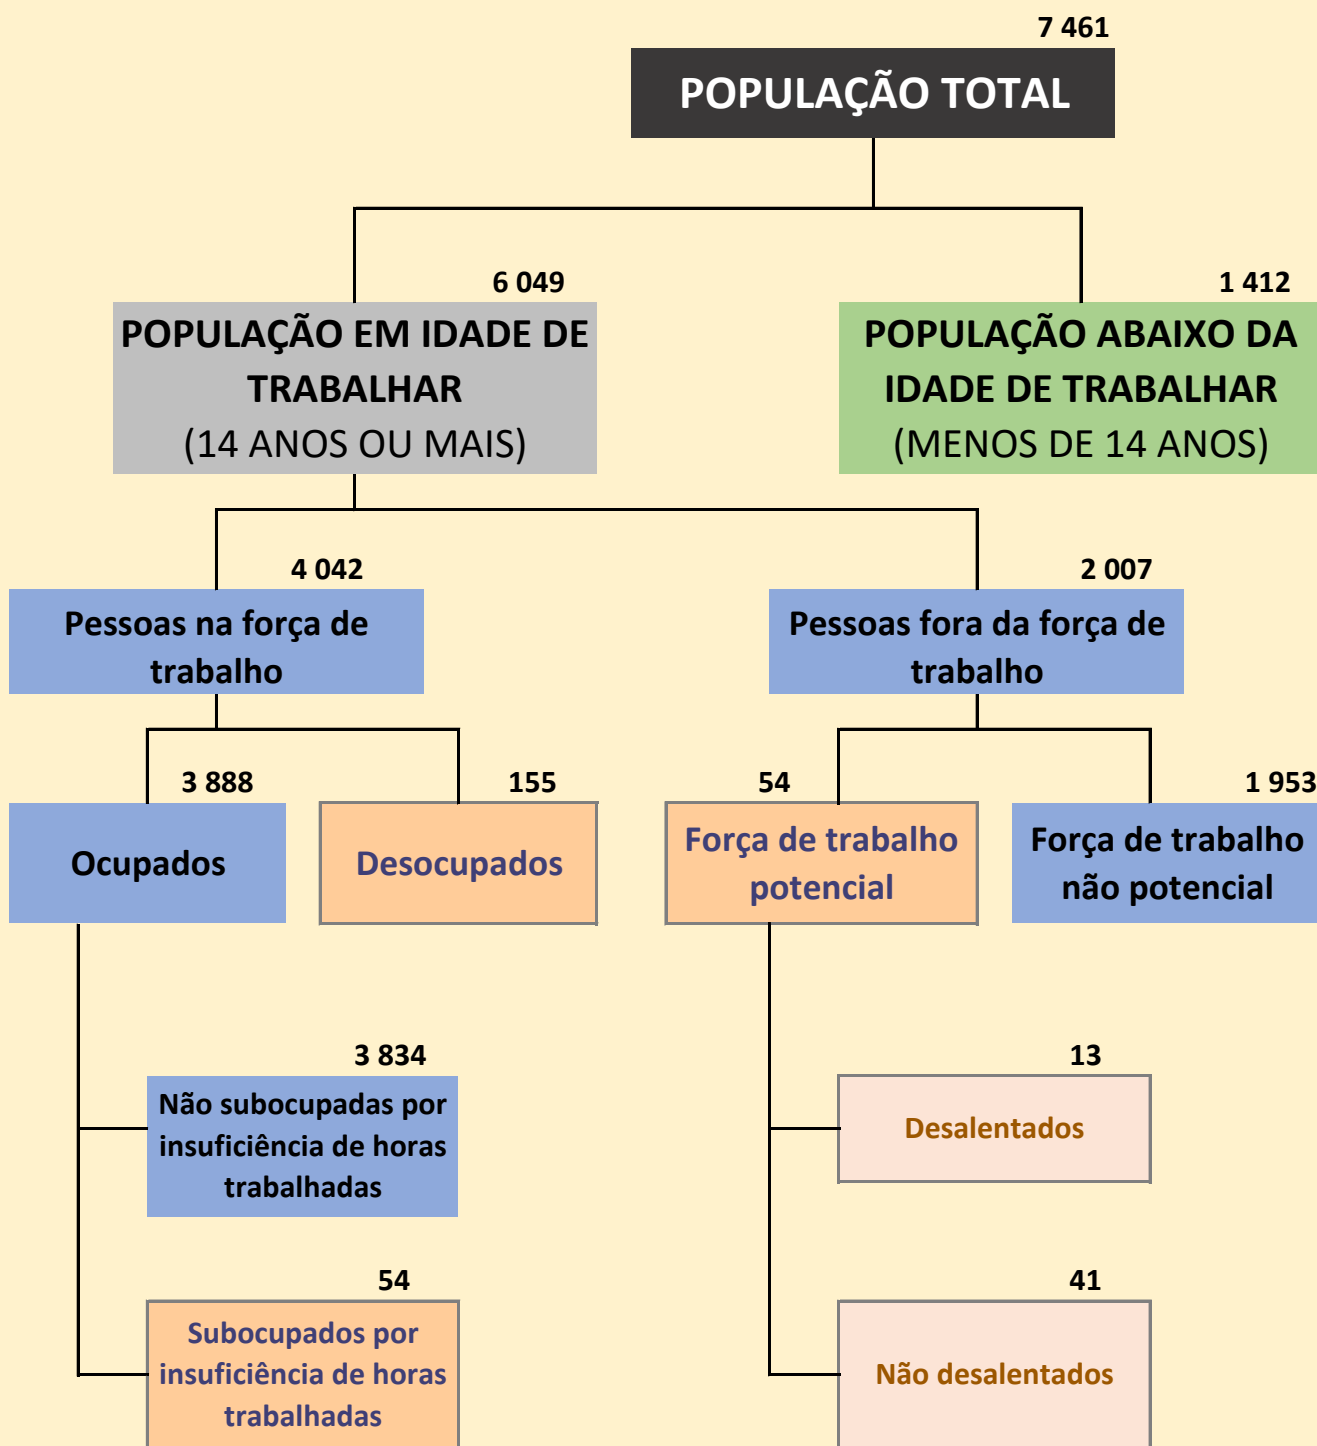 7 461
POPULAÇÃO TOTAL
6 049
POPULAÇÃO EM IDADE DE
TRABALHAR
(14 ANOS OU MAIS)
1 412
POPULAÇÃO ABAIXO DA
IDADE DE TRABALHAR
(MENOS DE 14 ANOS)
4 042
Pessoas na força de
trabalho
2 007
Pessoas fora da força de
trabalho
3 888
Ocupados
155
Desocupados
54
Força de trabalho
potencial
1 953
Força de trabalho
não potencial
3 834
Não subocupadas por
insuficiência de horas
trabalhadas
13
Desalentados
54
Subocupados por
insuficiência de horas
trabalhadas
41
Não desalentados